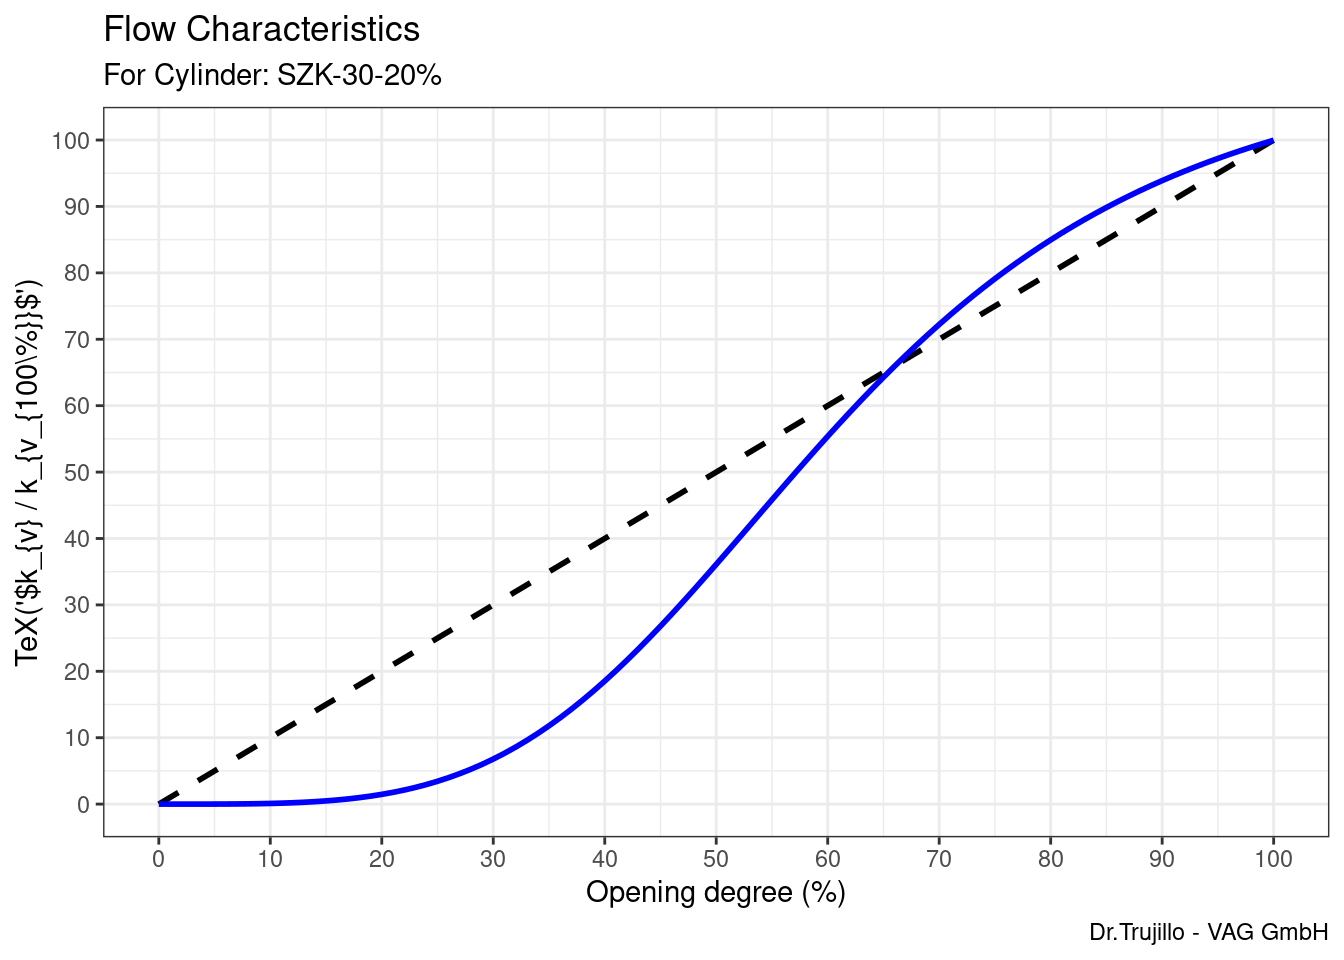 Flow Characteristics
For Cylinder: SZK-30-20%
TeX('$k_{v} / k_{v_{100\%}}$')
100
90
80
70
60
50
40
30
20
10
0
0 10 20 30 40 50 60 70 80 90 100
Opening degree (%)
Dr.Trujillo - VAG GmbH